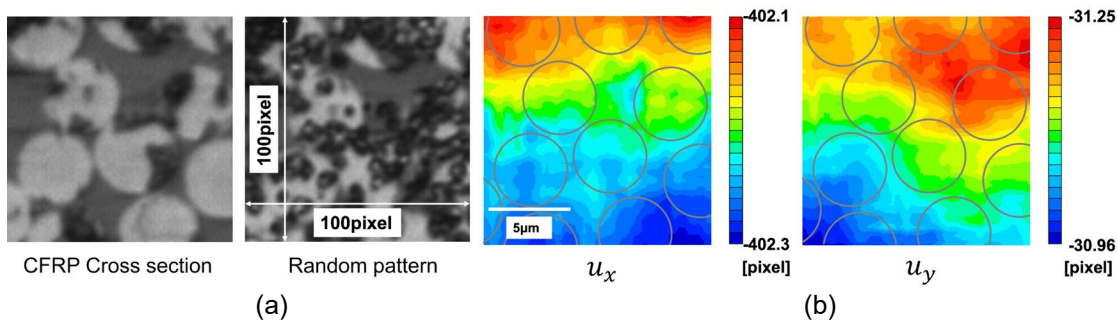 100pixel
100pixel
CFRP Cross section
Random pattern
(a)
5μm
-402.1
-402.3
[pixel]
u_x
-31.25
-30.96
[pixel]
u_y
(b)